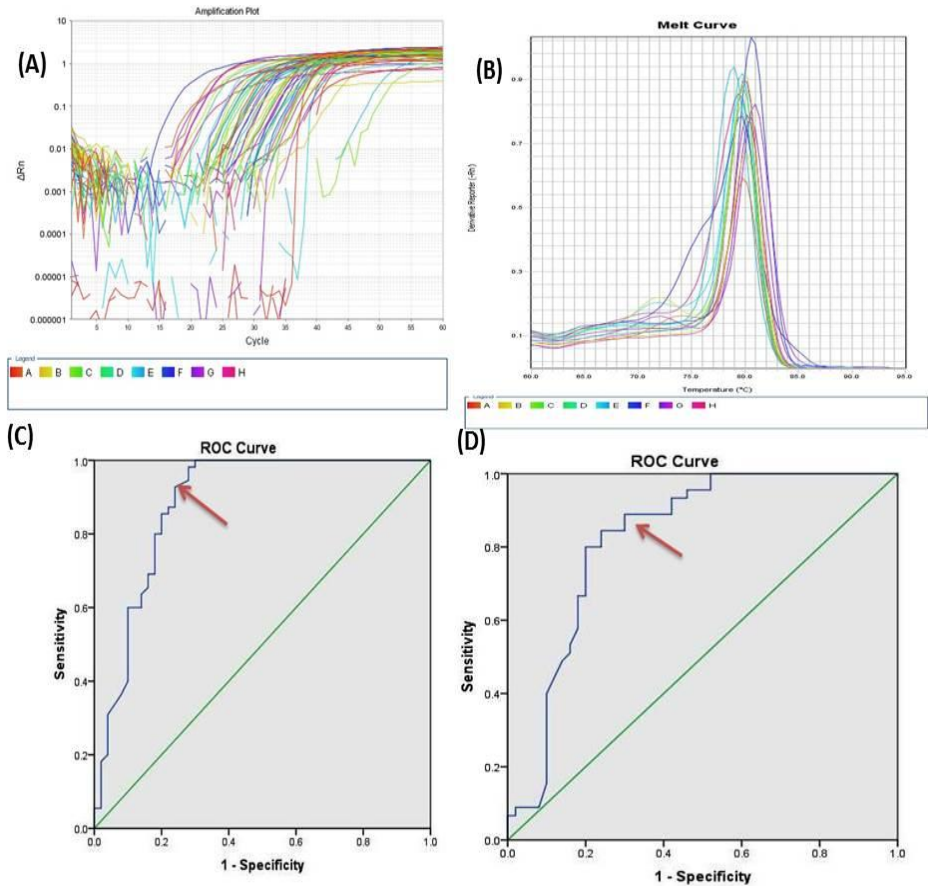 Amplification Plot
(A)
ΔRn
10
1
0.1
0.01
0.001
0.0001
0.00001
0.000001
5 10 15 20 25 30 35 40 45 50 55 60
Cycle
Legend
A B C D E F G H
Melt Curve
(B)
Derivative Reporter (-Rn)
0.9
0.7
0.5
0.3
0.1
60.0 65.0 70.0 75.0 80.0 85.0 90.0 95.0
Temperature (°C)
Legend
A B C D E F G H
(C)
ROC Curve
Sensitivity
1.0
0.8
0.6
0.4
0.2
0.0
0.0 0.2 0.4 0.6 0.8 1.0
1 - Specificity
(D)
ROC Curve
Sensitivity
1.0
0.8
0.6
0.4
0.2
0.0
0.0 0.2 0.4 0.6 0.8 1.0
1 - Specificity